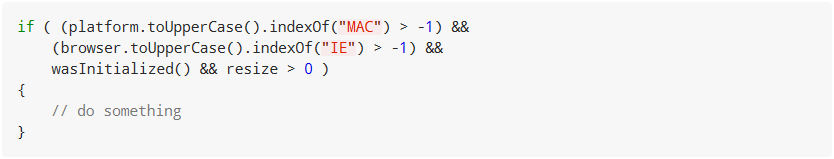 if ( (platform.toUpperCase().indexOf("MAC") > -1) &&
    (browser.toUpperCase().indexOf("IE") > -1) &&
    wasInitialized() && resize > 0 )
{
    // do something
}